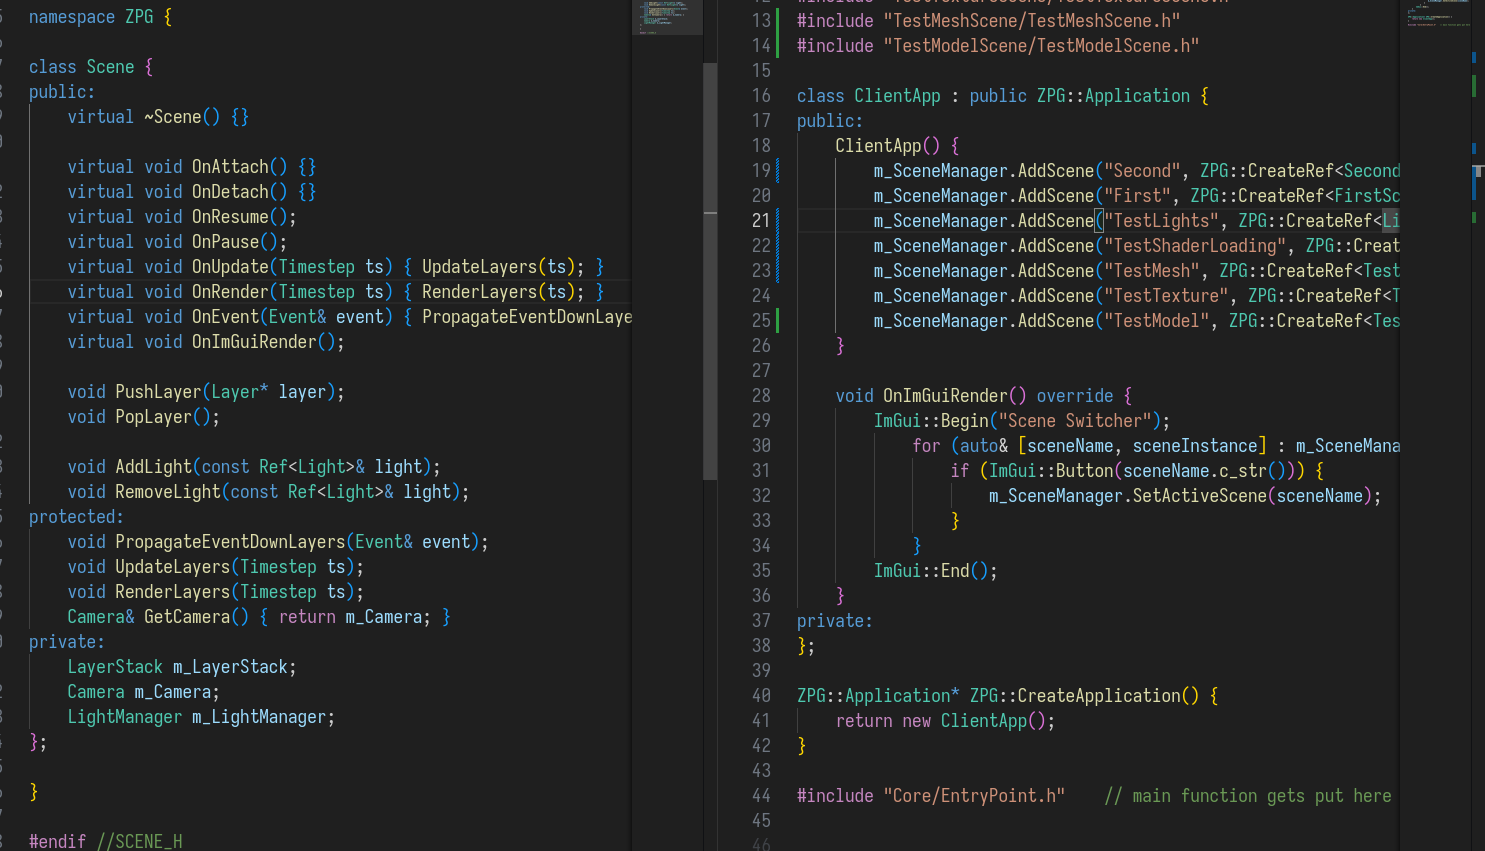 namespace ZPG {
class Scene {
public:
virtual ~Scene() {}
virtual void OnAttach() {}
virtual void OnDetach() {}
virtual void OnResume();
virtual void OnPause();
virtual void OnUpdate(Timestep ts) { UpdateLayers(ts); }
virtual void OnRender(Timestep ts) { RenderLayers(ts); }
virtual void OnEvent(Event& event) { PropagateEventDownLaye
virtual void OnImGuiRender();
void PushLayer(Layer* layer);
void PopLayer();
void AddLight(const Ref<Light>& light);
void RemoveLight(const Ref<Light>& light);
protected:
void PropagateEventDownLayers(Event& event);
void UpdateLayers(Timestep ts);
void RenderLayers(Timestep ts);
Camera& GetCamera() { return m_Camera; }
private:
LayerStack m_LayerStack;
Camera m_Camera;
LightManager m_LightManager;
};
}
#endif //SCENE_H
12 #include "TestTextureScene/TestTextureScene.h"
13 #include "TestMeshScene/TestMeshScene.h"
14 #include "TestModelScene/TestModelScene.h"
15
16 class ClientApp : public ZPG::Application {
17 public:
18 ClientApp() {
19 m_SceneManager.AddScene("Second", ZPG::CreateRef<Second
20 m_SceneManager.AddScene("First", ZPG::CreateRef<FirstSc
21 m_SceneManager.AddScene("TestLights", ZPG::CreateRef<Li
22 m_SceneManager.AddScene("TestShaderLoading", ZPG::Creat
23 m_SceneManager.AddScene("TestMesh", ZPG::CreateRef<Test
24 m_SceneManager.AddScene("TestTexture", ZPG::CreateRef<T
25 m_SceneManager.AddScene("TestModel", ZPG::CreateRef<Tes
26 }
27
28 void OnImGuiRender() override {
29 ImGui::Begin("Scene Switcher");
30 for (auto& [sceneName, sceneInstance] : m_SceneMana
31 if (ImGui::Button(sceneName.c_str())) {
32 m_SceneManager.SetActiveScene(sceneName);
33 }
34 }
35 ImGui::End();
36 }
37 private:
38 };
39
40 ZPG::Application* ZPG::CreateApplication() {
41 return new ClientApp();
42 }
43
44 #include "Core/EntryPoint.h" // main function gets put here
45
46